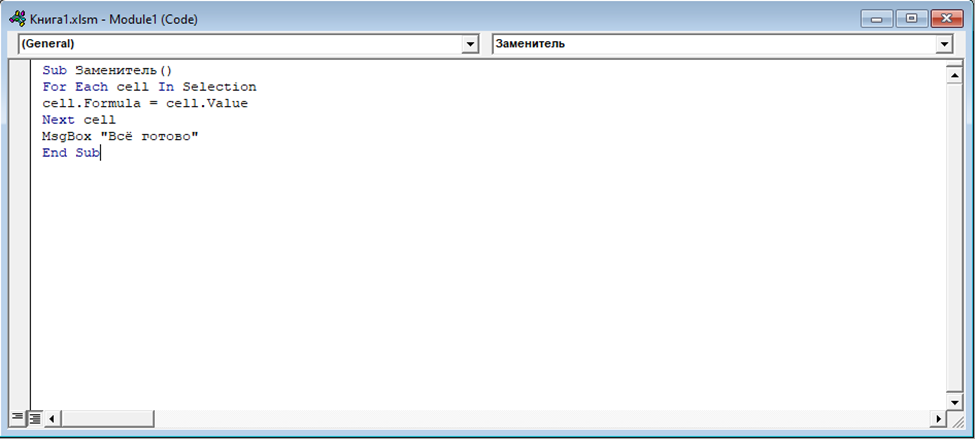 Книга1.xlsm - Module1 (Code)
(General)
Заменитель
Sub Заменитель()
For Each cell In Selection
cell.Formula = cell.Value
Next cell
MsgBox "Всё готово"
End Sub